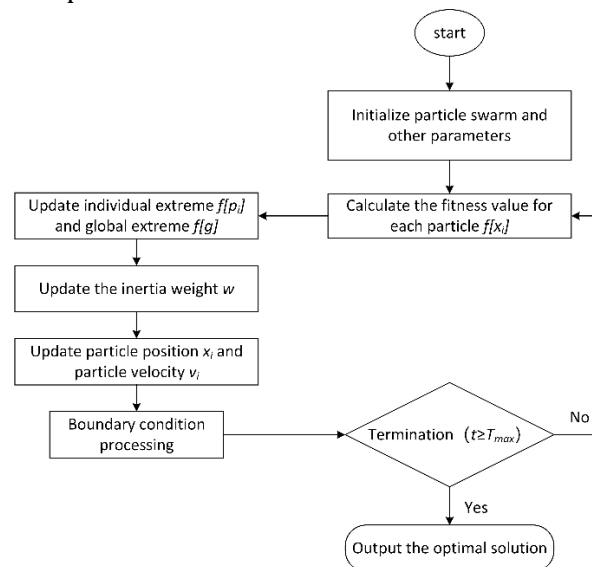 start
Initialize particle swarm and
other parameters
Calculate the fitness value for
each particle f[xᵢ]
Update individual extreme f[pᵢ]
and global extreme f[g]
Update the inertia weight w
Update particle position xᵢ and
particle velocity vᵢ
Boundary condition
processing
Termination (t≥Tₘₐₓ)
No
Yes
Output the optimal solution